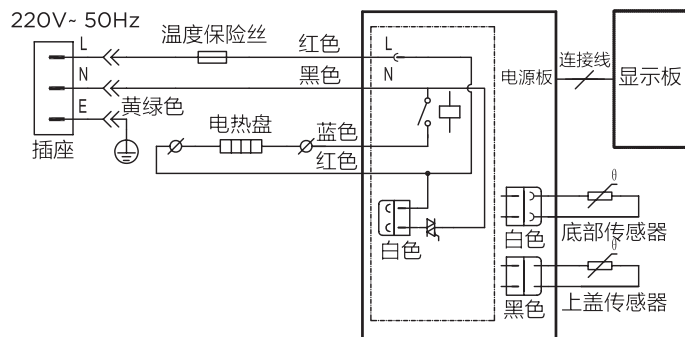 220V~ 50Hz
L
温度保险丝
红色
L
N
黑色
N
E
黄绿色
插座
电热盘
蓝色
红色
电源板
连接线
显示板
白色
θ
白色
底部传感器
θ
黑色
上盖传感器